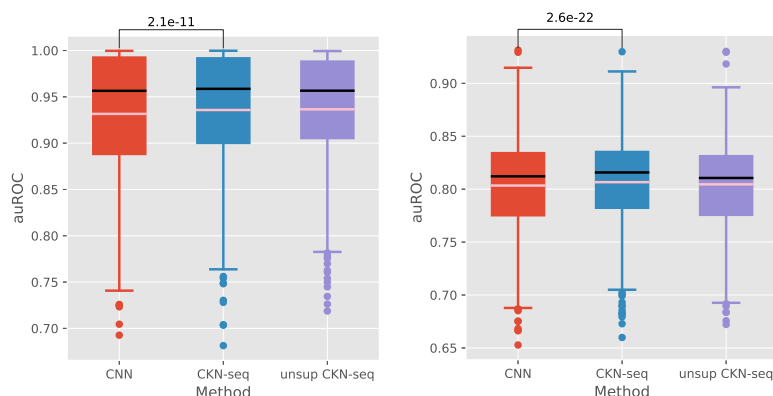 2.1e-11
1.00
0.95
0.90
0.85
0.80
0.75
0.70
auROC
CNN
CKN-seq
unsup CKN-seq
Method
2.6e-22
0.90
0.85
0.80
0.75
0.70
0.65
auROC
CNN
CKN-seq
unsup CKN-seq
Method